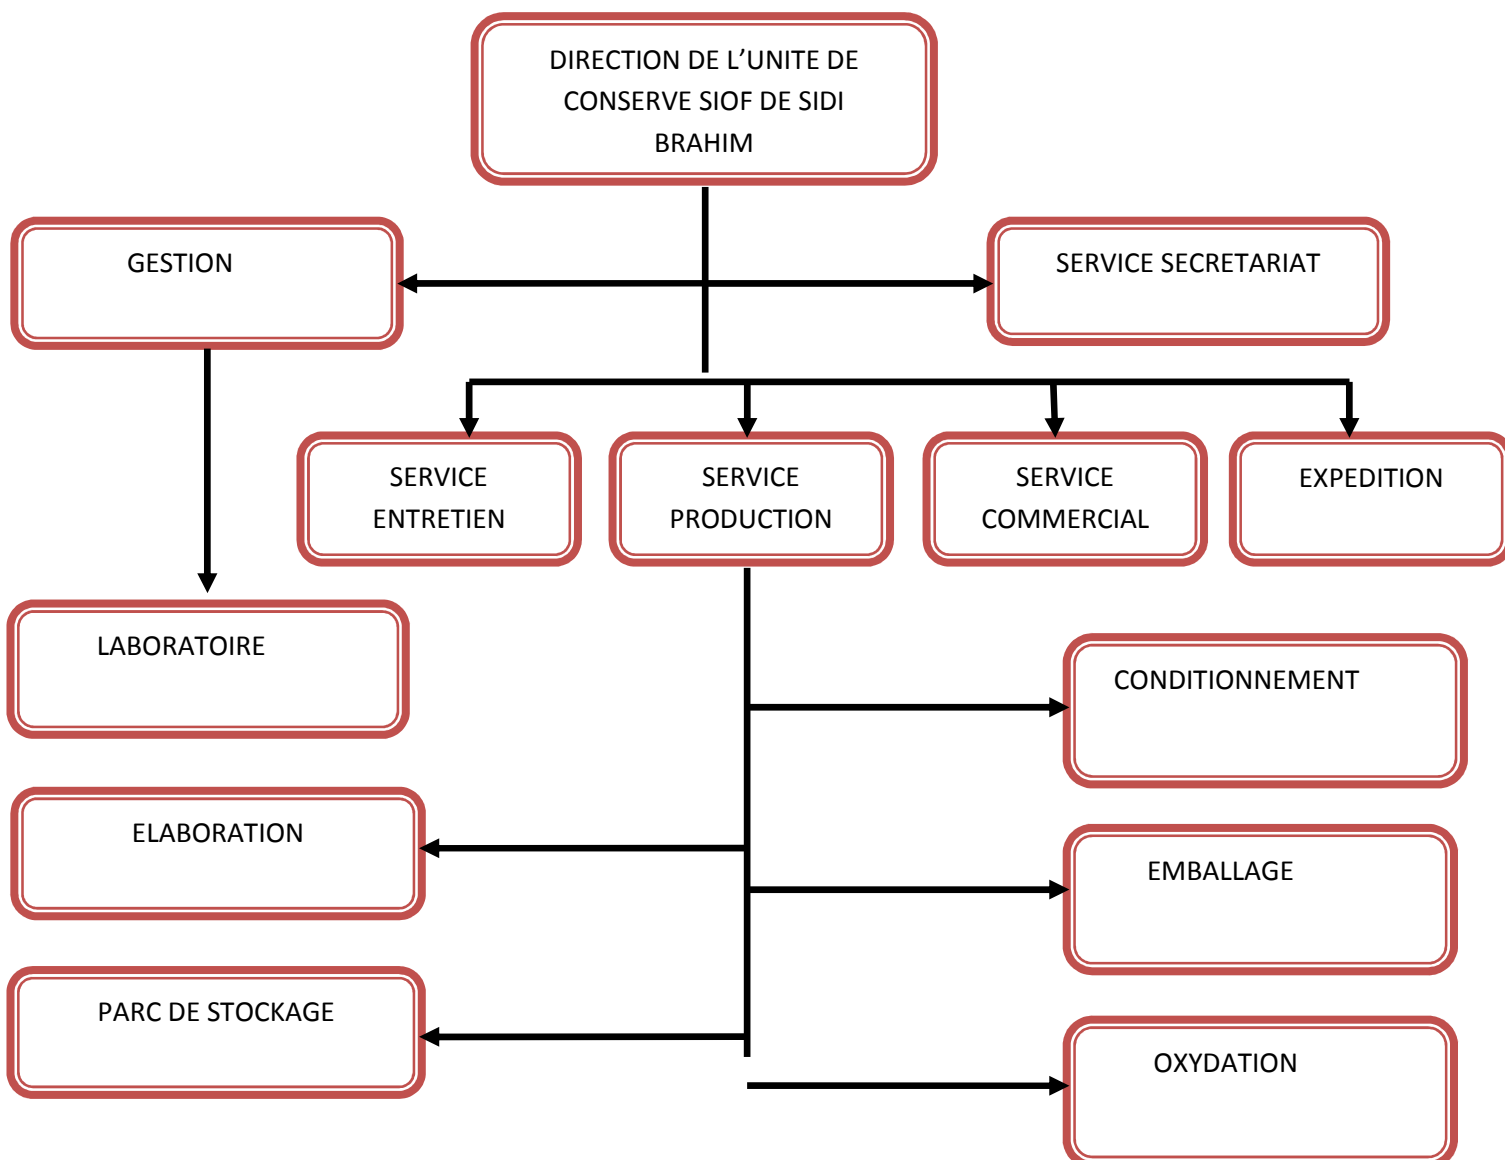 DIRECTION DE L’UNITE DE
CONSERVE SIOF DE SIDI
BRAHIM
GESTION
SERVICE SECRETARIAT
SERVICE
ENTRETIEN
SERVICE
PRODUCTION
SERVICE
COMMERCIAL
EXPEDITION
LABORATOIRE
CONDITIONNEMENT
ELABORATION
EMBALLAGE
PARC DE STOCKAGE
OXYDATION